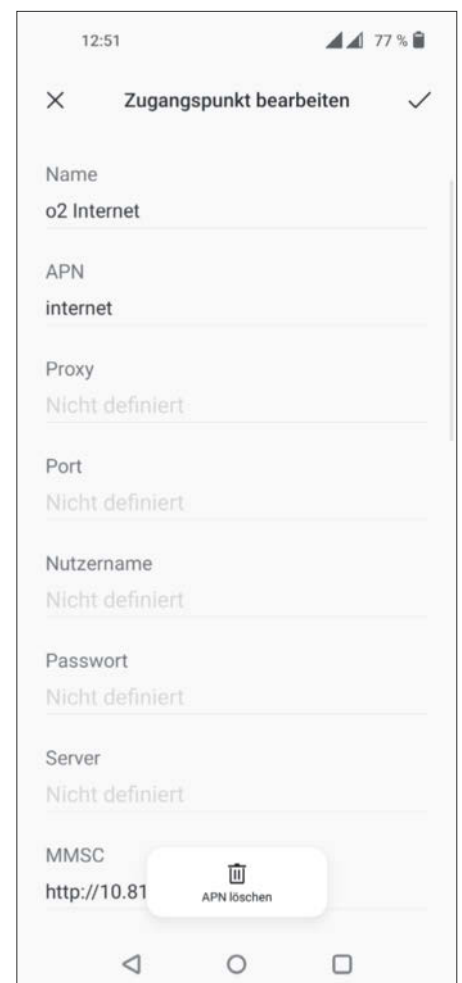 12:51
77 %
Zugangspunkt bearbeiten
Name
o2 Internet
APN
internet
Proxy
Nicht definiert
Port
Nicht definiert
Nutzername
Nicht definiert
Passwort
Nicht definiert
Server
Nicht definiert
MMSC
http://10.81
APN löschen